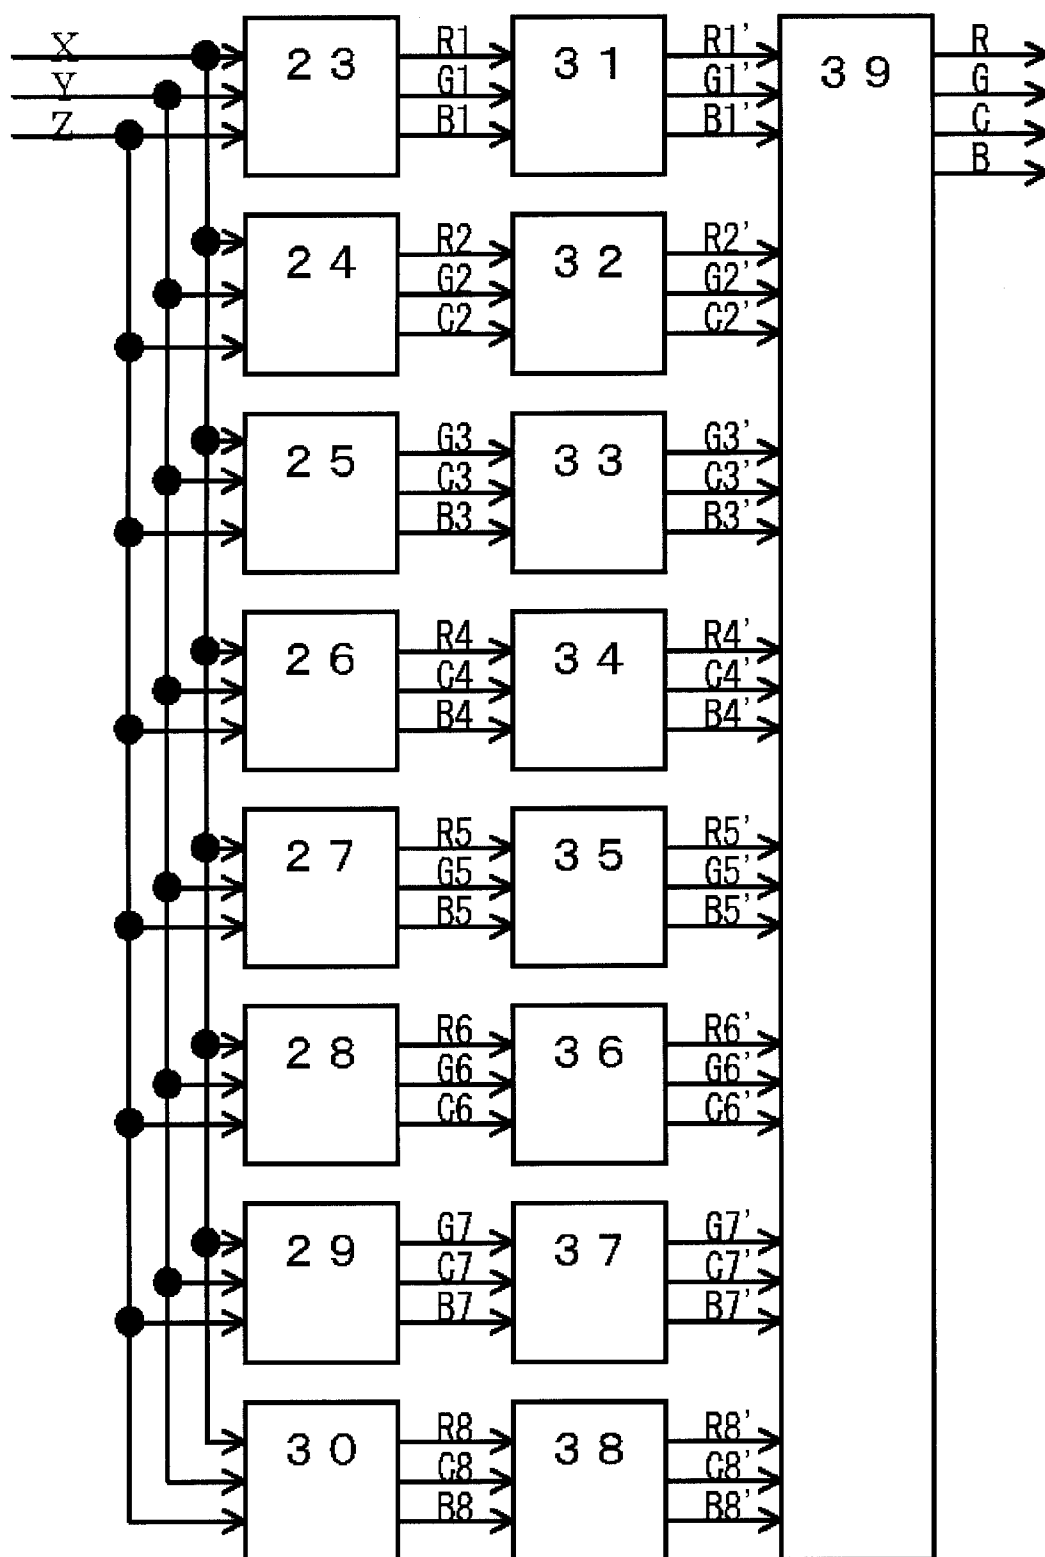 X R1 R1' R
２３ ３１ ３９
Y G1 G1' G
Z B1 B1' C
B
R2 R2'
２４ ３２
G2 G2'
C2 C2'
G3 G3'
２５ ３３
C3 C3'
B3 B3'
R4 R4'
２６ ３４
C4 C4'
B4 B4'
R5 R5'
２７ ３５
G5 G5'
B5 B5'
R6 R6'
２８ ３６
G6 G6'
C6 C6'
G7 G7'
２９ ３７
C7 C7'
B7 B7'
R8 R8'
３０ ３８
C8 C8'
B8 B8'